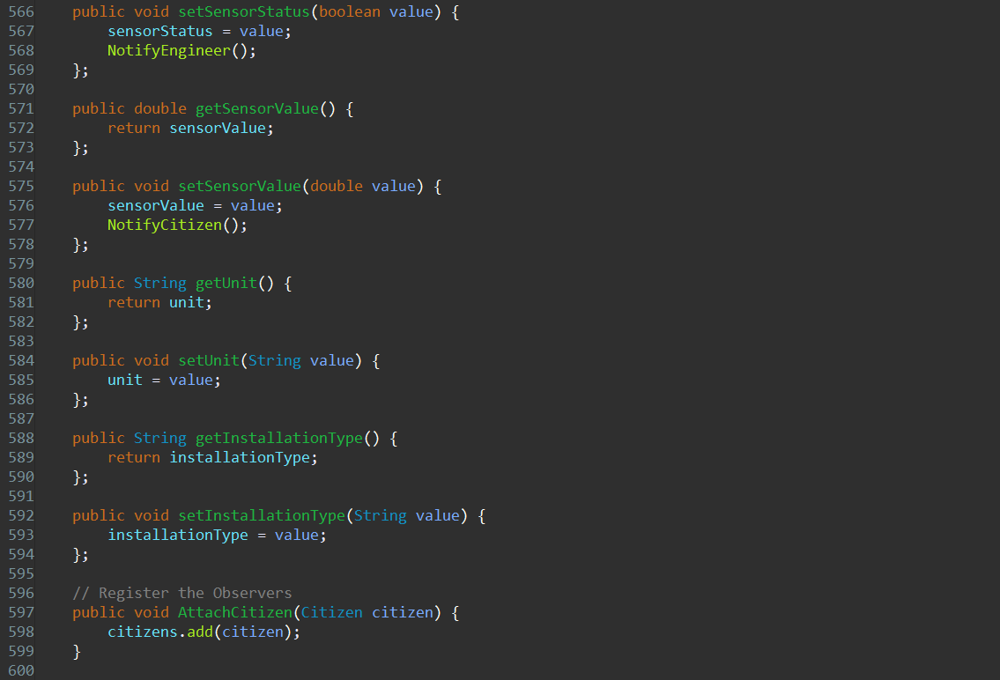 566 public void setSensorStatus(boolean value) {
567 sensorStatus = value;
568 NotifyEngineer();
569 };
570
571 public double getSensorValue() {
572 return sensorValue;
573 };
574
575 public void setSensorValue(double value) {
576 sensorValue = value;
577 NotifyCitizen();
578 };
579
580 public String getUnit() {
581 return unit;
582 };
583
584 public void setUnit(String value) {
585 unit = value;
586 };
587
588 public String getInstallationType() {
589 return installationType;
590 };
591
592 public void setInstallationType(String value) {
593 installationType = value;
594 };
595
596 // Register the Observers
597 public void AttachCitizen(Citizen citizen) {
598 citizens.add(citizen);
599 }
600